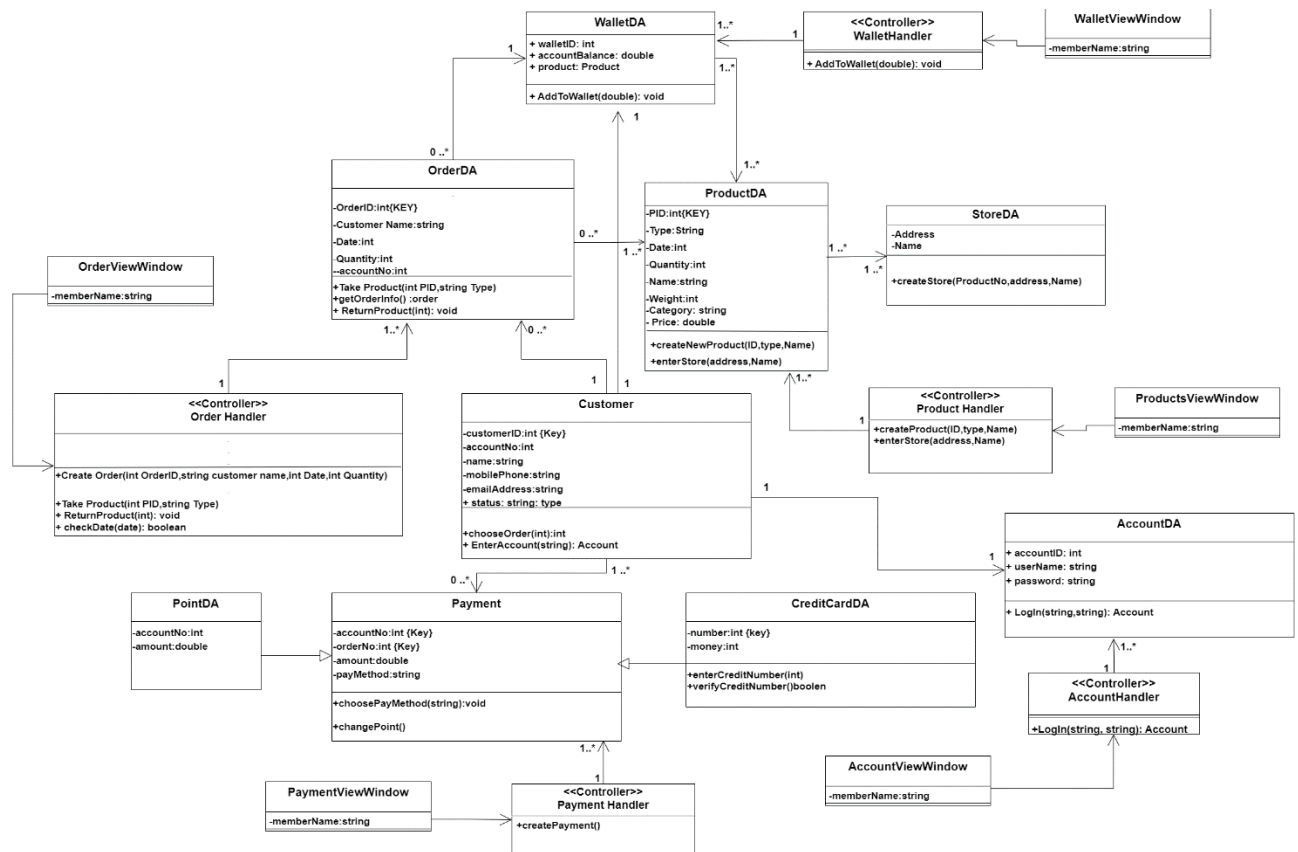 WalletDA
+ walletID: int
+ accountBalance: double
+ product: Product
+ AddToWallet(double): void
1..*
1
1
1..*
1
<<Controller>>
WalletHandler
+ AddToWallet(double): void
WalletViewWindow
-memberName:string
0 ..*
1..*
OrderDA
-OrderID:int{KEY}
-Customer Name:string
-Date:int
-Quantity:int
--accountNo:int
+Take Product(int PID,string Type)
+getOrderInfo() :order
+ ReturnProduct(int): void
0 ..*
1..*
1..*
0 ..*
ProductDA
-PID:int{KEY}
-Type:String
-Date:int
-Quantity:int
-Name:string
-Weight:int
-Category: string
- Price: double
+createNewProduct(ID,type,Name)
+enterStore(address,Name)
1 ..*
1..*
1..*
StoreDA
-Address
-Name
+createStore(ProductNo,address,Name)
OrderViewWindow
-memberName:string
1
<<Controller>>
Order Handler
+Create Order(int OrderID,string customer name,int Date,int Quantity)
+Take Product(int PID,string Type)
+ ReturnProduct(int): void
+ checkDate(date): boolean
1
1
Customer
-customerID:int {Key}
-accountNo:int
-name:string
-mobilePhone:string
-emailAddress:string
+ status: string: type
+chooseOrder(int):int
+ EnterAccount(string): Account
1
1..*
1
<<Controller>>
Product Handler
+createProduct(ID,type,Name)
+enterStore(address,Name)
ProductsViewWindow
-memberName:string
1
AccountDA
+ accountID: int
+ userName: string
+ password: string
+ LogIn(string,string): Account
1..*
1
<<Controller>>
AccountHandler
+LogIn(string, string): Account
AccountViewWindow
-memberName:string
0 ..*
PointDA
-accountNo:int
-amount:double
Payment
-accountNo:int {Key}
-orderNo:int {Key}
-amount:double
-payMethod:string
+choosePayMethod(string):void
+changePoint()
CreditCardDA
-number:int {key}
-money:int
+enterCreditNumber(int)
+verifyCreditNumber()boolen
1..*
1
PaymentViewWindow
-memberName:string
<<Controller>>
Payment Handler
+createPayment()